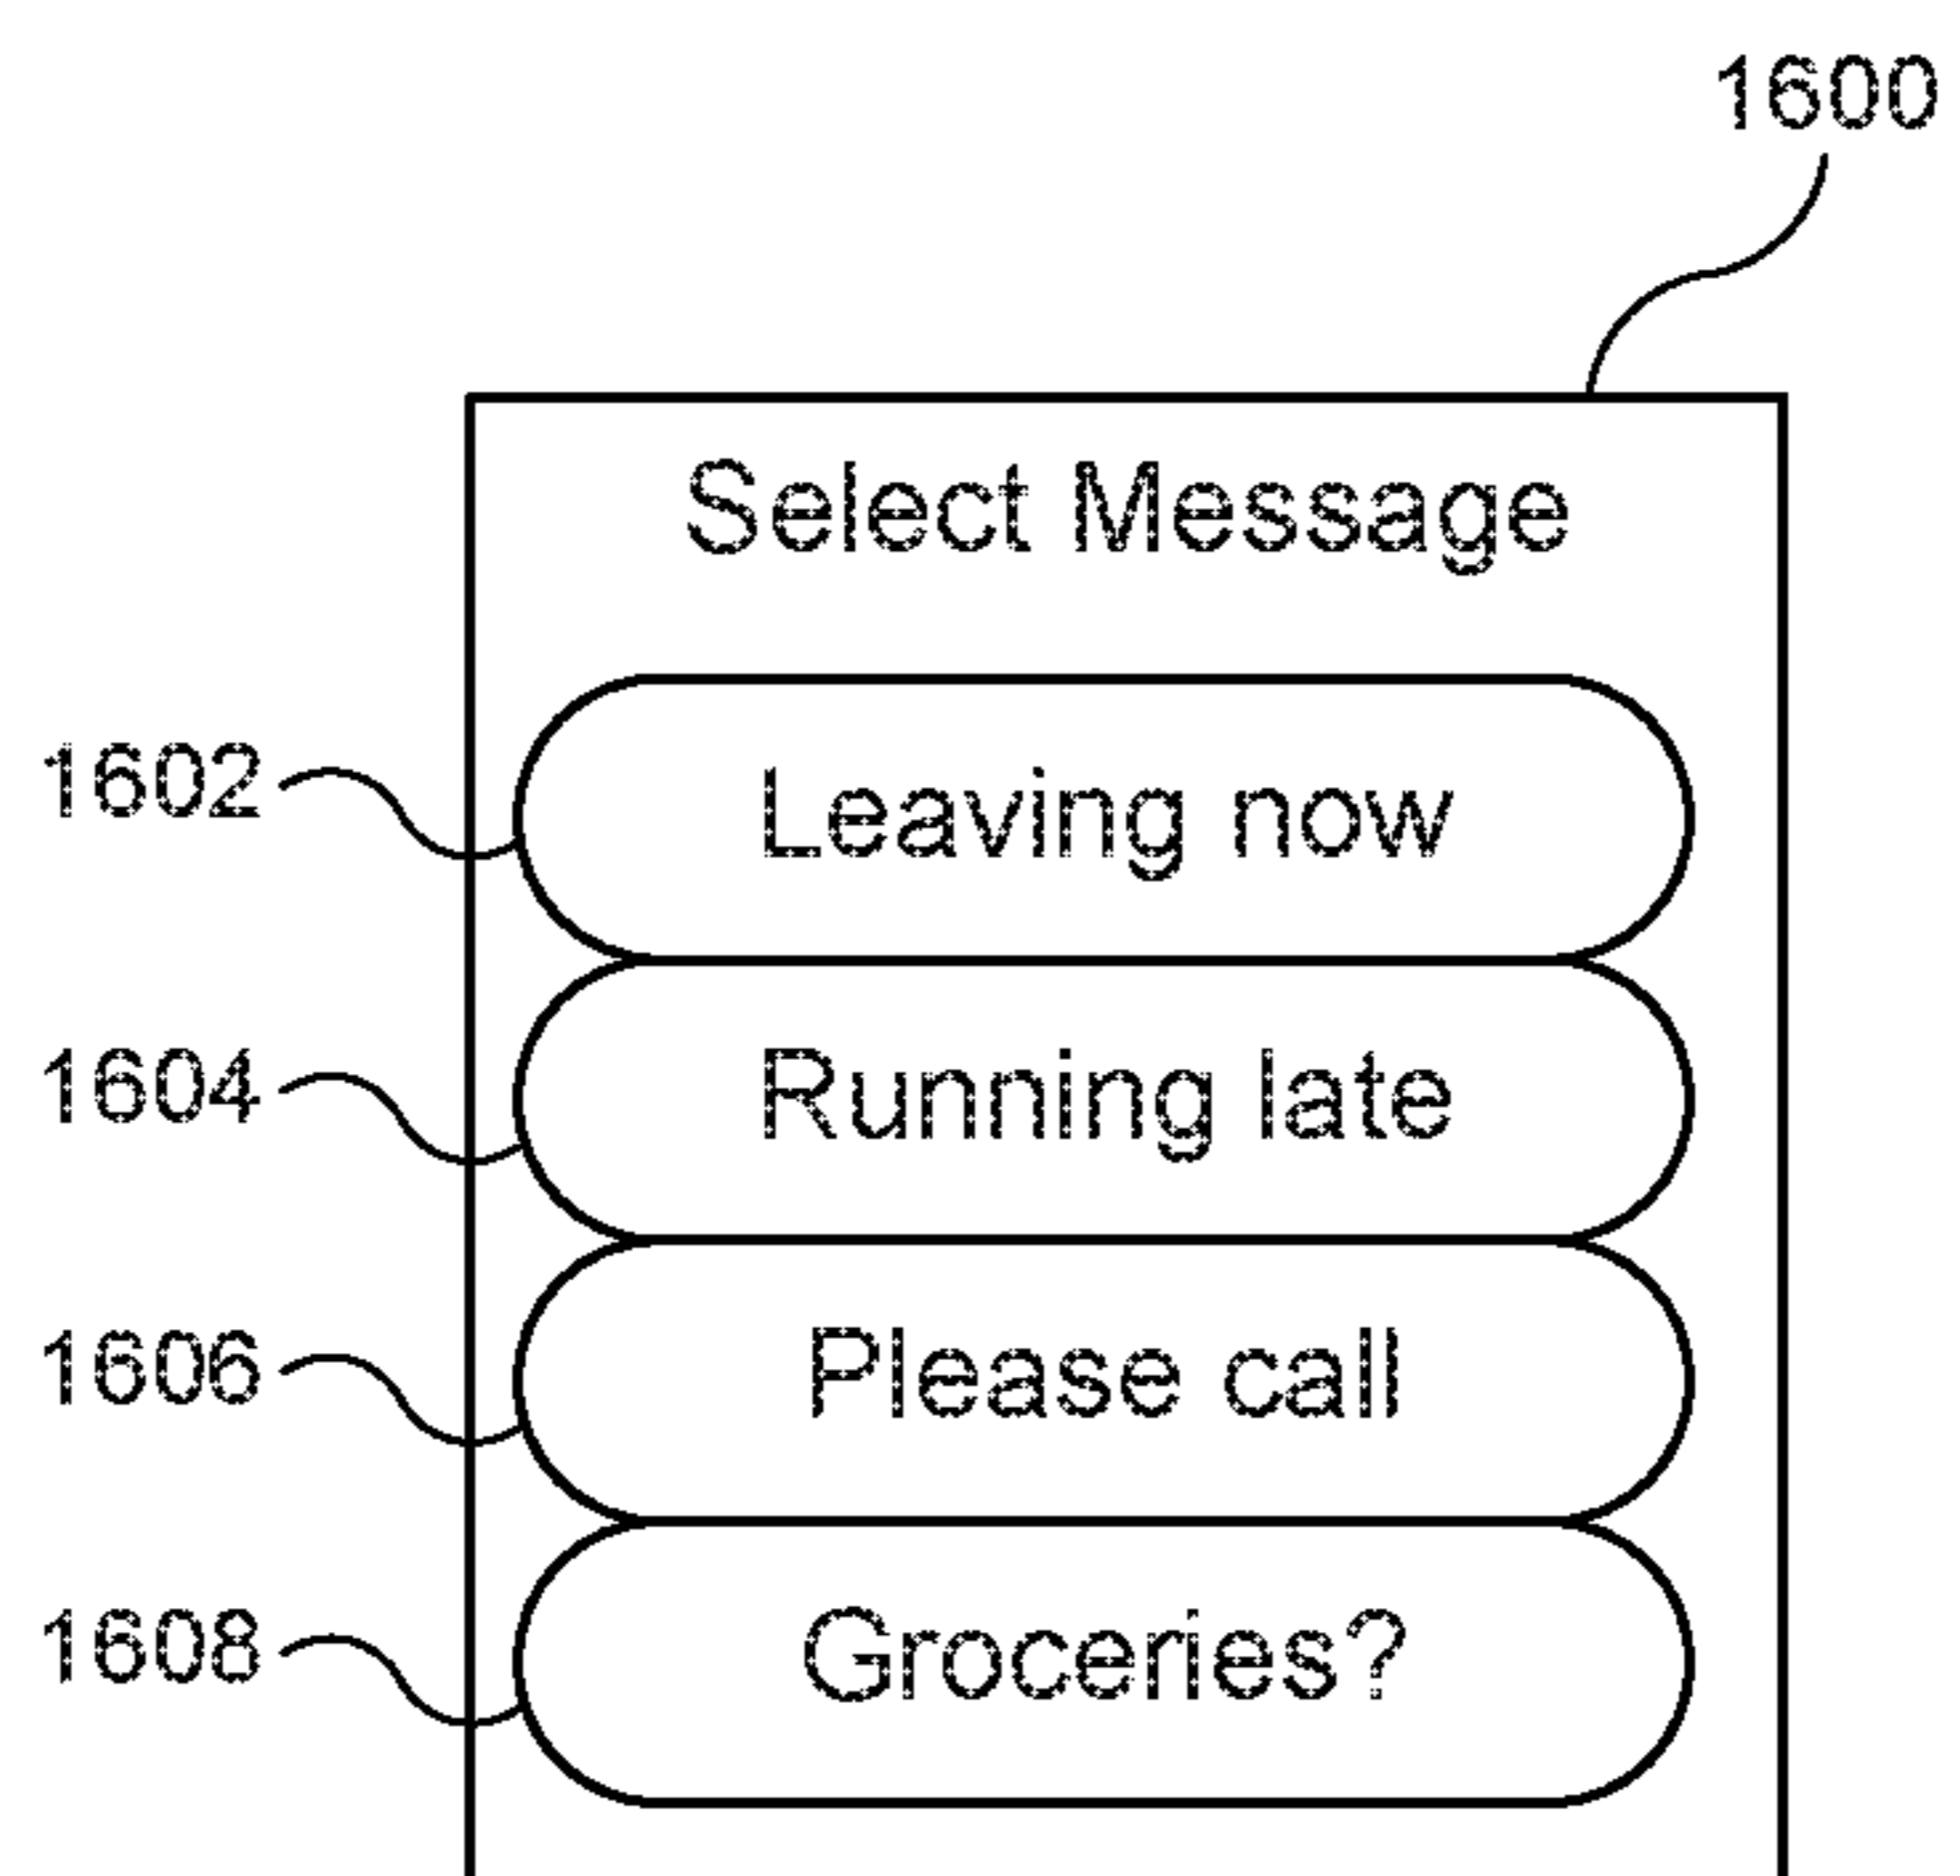 1600
Select Message
1602 Leaving now
1604 Running late
1606 Please call
1608 Groceries?